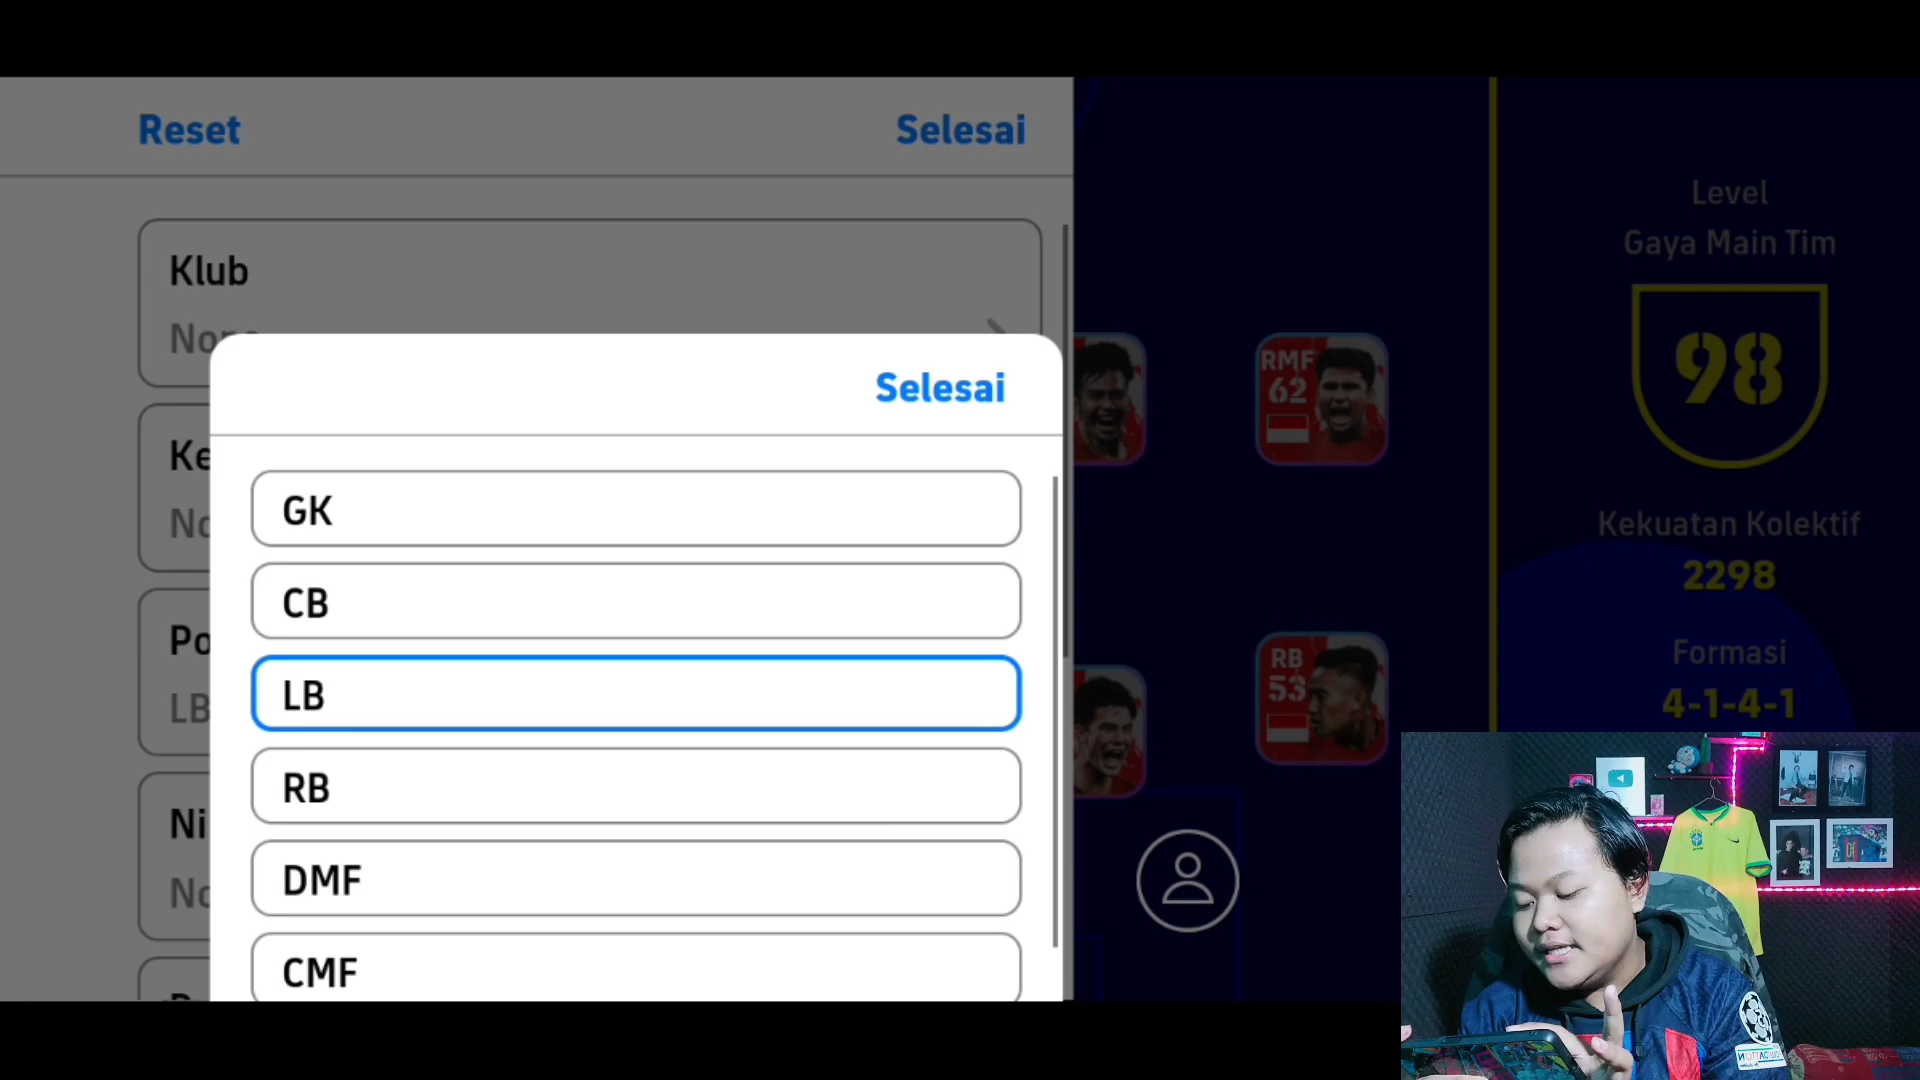 Reset
Selesai
Klub
Selesai
GK
CB
LB
RB
DMF
CMF
LB
RMF
62
RB
53
Level
Gaya Main Tim
98
Kekuatan Kolektif
2298
Formasi
4-1-4-1